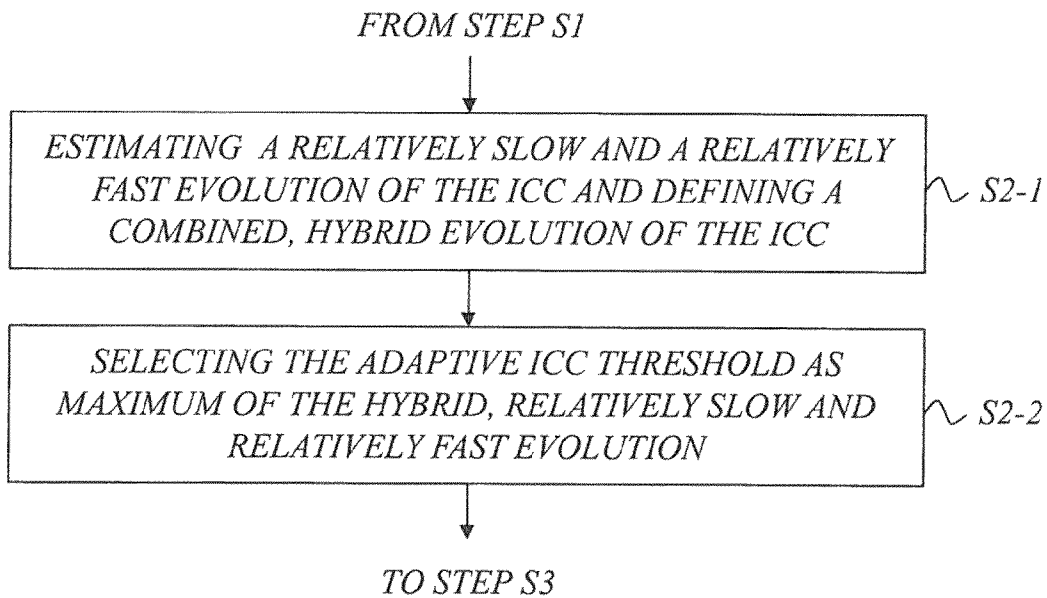 FROM STEP S1
ESTIMATING A RELATIVELY SLOW AND A RELATIVELY
FAST EVOLUTION OF THE ICC AND DEFINING A
COMBINED, HYBRID EVOLUTION OF THE ICC
S2-1
SELECTING THE ADAPTIVE ICC THRESHOLD AS
MAXIMUM OF THE HYBRID, RELATIVELY SLOW AND
RELATIVELY FAST EVOLUTION
S2-2
TO STEP S3